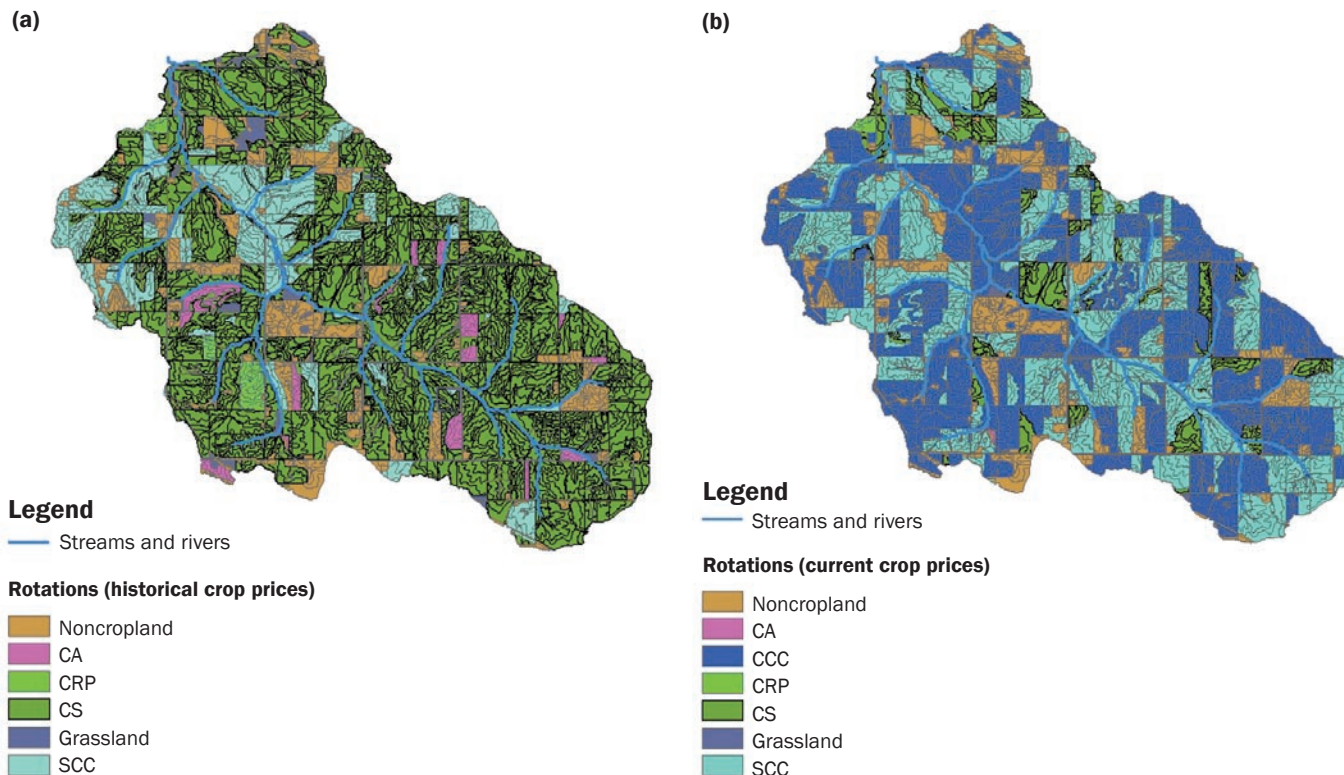 (a)
Legend
Streams and rivers
Rotations (historical crop prices)
Noncropland
CA
CRP
CS
Grassland
SCC
(b)
Legend
Streams and rivers
Rotations (current crop prices)
Noncropland
CA
CCC
CRP
CS
Grassland
SCC